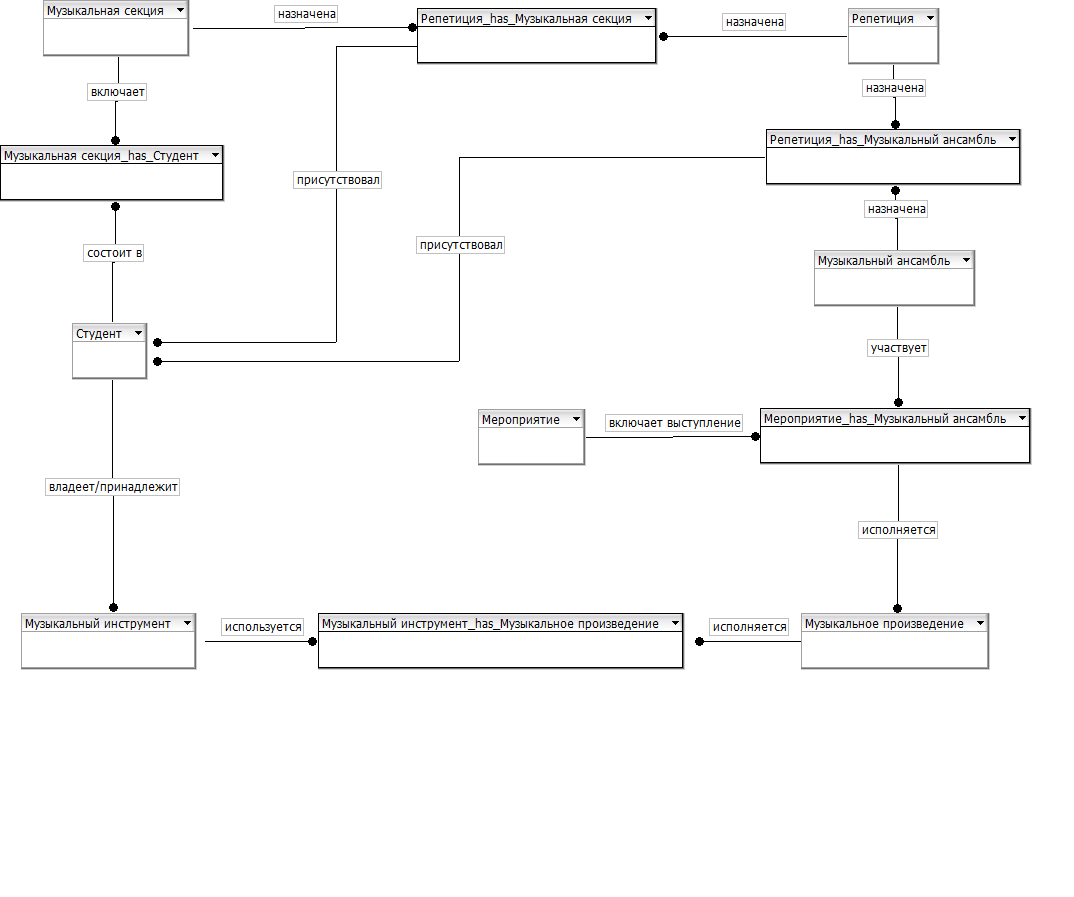 Музыкальная секция
назначена
Репетиция_has_Музыкальная секция
назначена
Репетиция
включает
назначена
Музыкальная секция_has_Студент
Репетиция_has_Музыкальный ансамбль
присутствовал
назначена
состоит в
присутствовал
Музыкальный ансамбль
Студент
участвует
Мероприятие
включает выступление
Мероприятие_has_Музыкальный ансамбль
владеет/принадлежит
исполняется
Музыкальный инструмент
используется
Музыкальный инструмент_has_Музыкальное произведение
исполняется
Музыкальное произведение